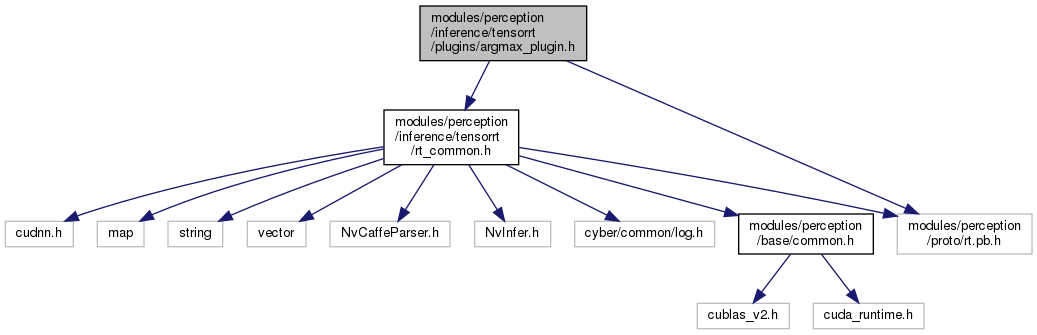 modules/perception
/inference/tensorrt
/plugins/argmax_plugin.h
modules/perception
/inference/tensorrt
/rt_common.h
cudnn.h
map
string
vector
NvCaffeParser.h
NvInfer.h
cyber/common/log.h
modules/perception
/base/common.h
modules/perception
/proto/rt.pb.h
cublas_v2.h
cuda_runtime.h